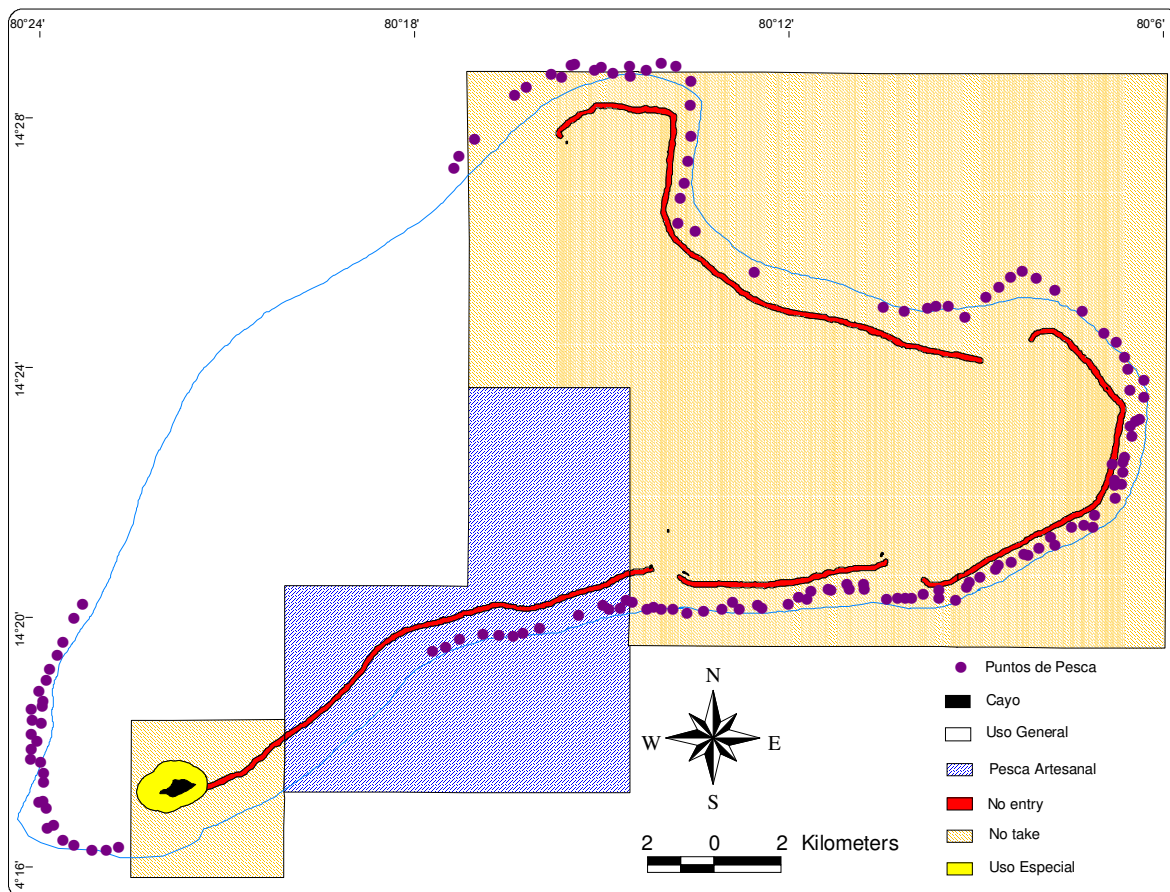 80°24' 80°18' 80°12' 80°6'
14°28'
14°24'
14°20'
4°16'
N
W E
S
2 0 2 Kilometers
Puntos de Pesca
Cayo
Uso General
Pesca Artesanal
No entry
No take
Uso Especial